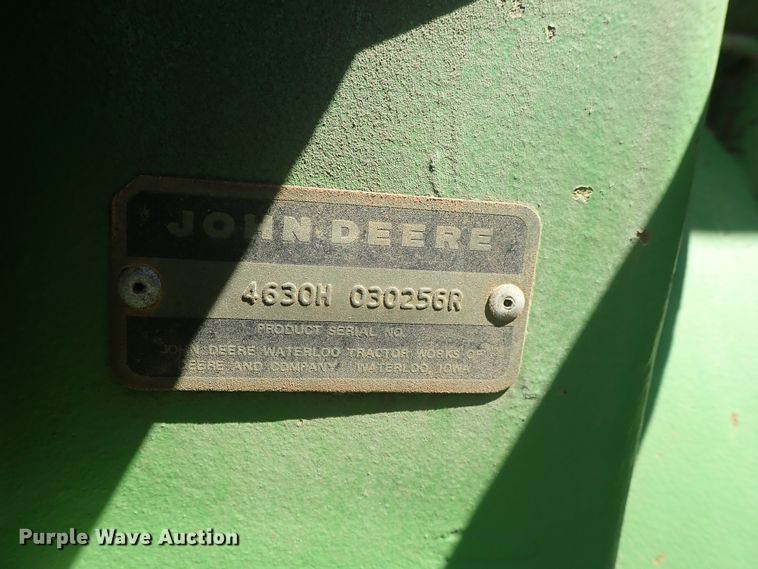 JOHN DEERE
4630H 030256R
PRODUCT SERIAL NO.
JOHN DEERE WATERLOO TRACTOR WORKS OF
DEERE AND COMPANY WATERLOO, IOWA
Purple Wave Auction